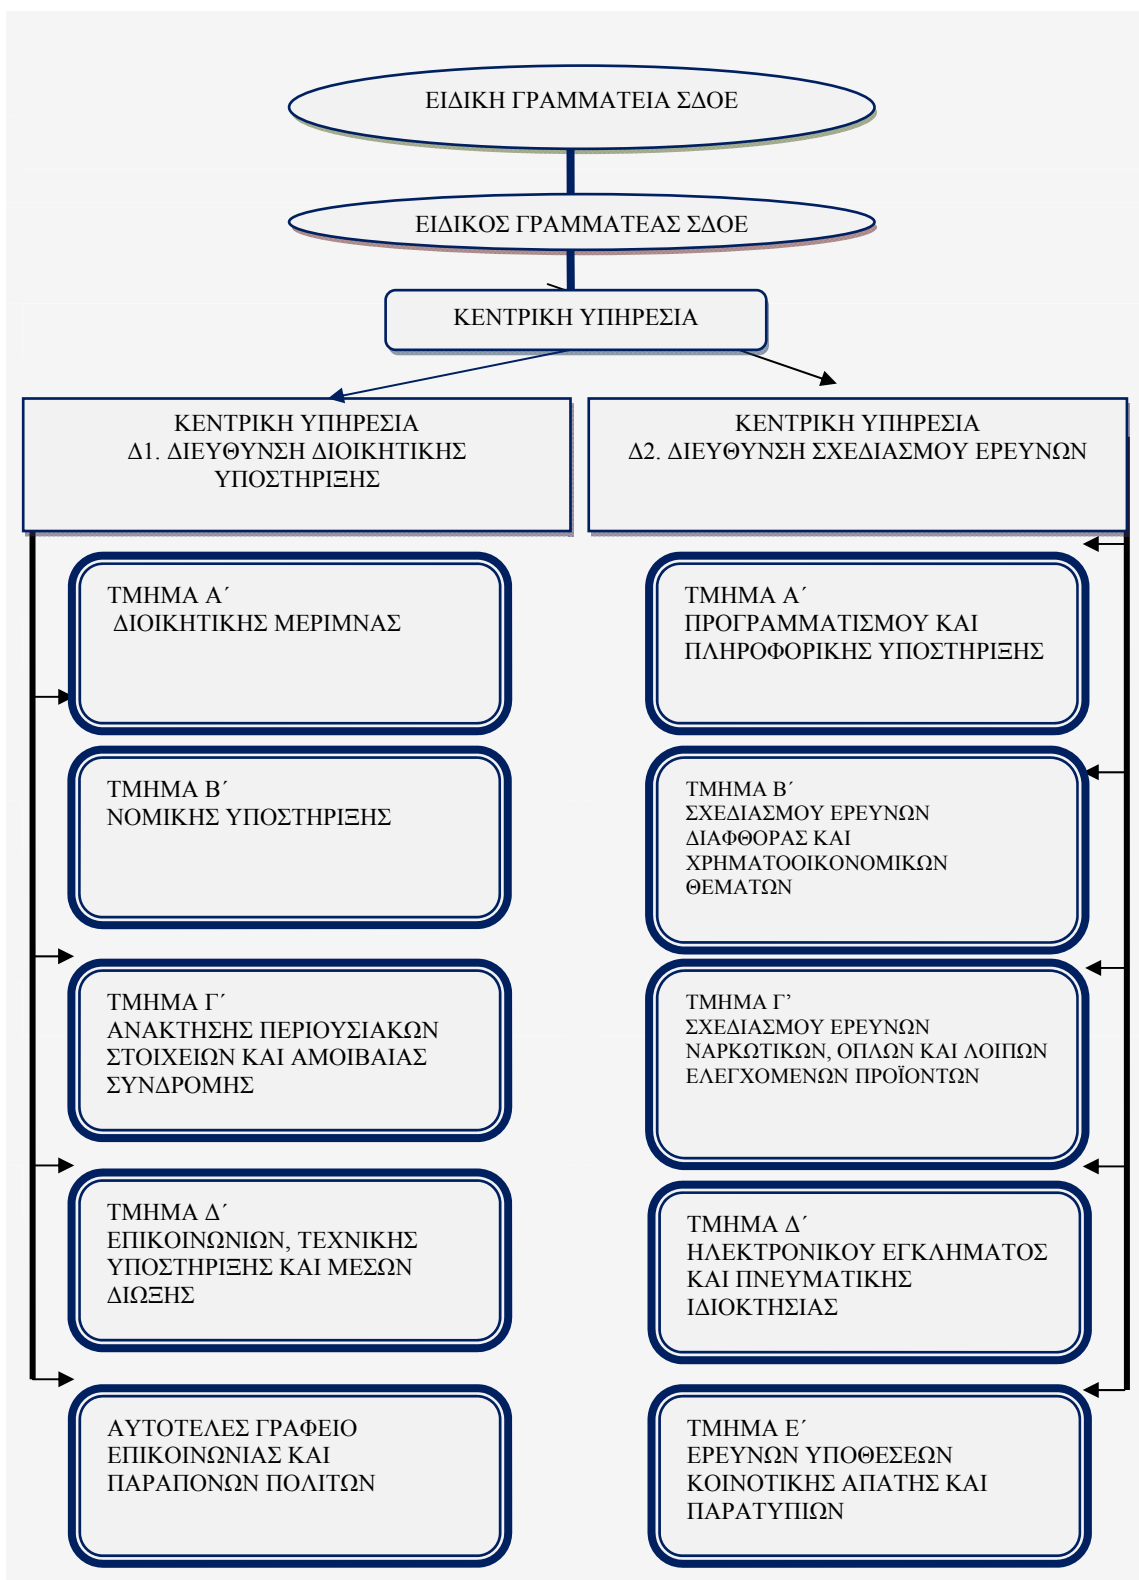 ΕΙΔΙΚΗ ΓΡΑΜΜΑΤΕΙΑ ΣΔΟΕ
ΕΙΔΙΚΟΣ ΓΡΑΜΜΑΤΕΑΣ ΣΔΟΕ
ΚΕΝΤΡΙΚΗ ΥΠΗΡΕΣΙΑ
ΚΕΝΤΡΙΚΗ ΥΠΗΡΕΣΙΑ
Δ1. ΔΙΕΥΘΥΝΣΗ ΔΙΟΙΚΗΤΙΚΗΣ
ΥΠΟΣΤΗΡΙΞΗΣ
ΤΜΗΜΑ Α΄
ΔΙΟΙΚΗΤΙΚΗΣ ΜΕΡΙΜΝΑΣ
ΤΜΗΜΑ Β΄
ΝΟΜΙΚΗΣ ΥΠΟΣΤΗΡΙΞΗΣ
ΤΜΗΜΑ Γ΄
ΑΝΑΚΤΗΣΗΣ ΠΕΡΙΟΥΣΙΑΚΩΝ
ΣΤΟΙΧΕΙΩΝ ΚΑΙ ΑΜΟΙΒΑΙΑΣ
ΣΥΝΔΡΟΜΗΣ
ΤΜΗΜΑ Δ΄
ΕΠΙΚΟΙΝΩΝΙΩΝ, ΤΕΧΝΙΚΗΣ
ΥΠΟΣΤΗΡΙΞΗΣ ΚΑΙ ΜΕΣΩΝ
ΔΙΩΞΗΣ
ΑΥΤΟΤΕΛΕΣ ΓΡΑΦΕΙΟ
ΕΠΙΚΟΙΝΩΝΙΑΣ ΚΑΙ
ΠΑΡΑΠΟΝΩΝ ΠΟΛΙΤΩΝ
ΚΕΝΤΡΙΚΗ ΥΠΗΡΕΣΙΑ
Δ2. ΔΙΕΥΘΥΝΣΗ ΣΧΕΔΙΑΣΜΟΥ ΕΡΕΥΝΩΝ
ΤΜΗΜΑ Α΄
ΠΡΟΓΡΑΜΜΑΤΙΣΜΟΥ ΚΑΙ
ΠΛΗΡΟΦΟΡΙΚΗΣ ΥΠΟΣΤΗΡΙΞΗΣ
ΤΜΗΜΑ Β΄
ΣΧΕΔΙΑΣΜΟΥ ΕΡΕΥΝΩΝ
ΔΙΑΦΘΟΡΑΣ ΚΑΙ
ΧΡΗΜΑΤΟΟΙΚΟΝΟΜΙΚΩΝ
ΘΕΜΑΤΩΝ
ΤΜΗΜΑ Γ’
ΣΧΕΔΙΑΣΜΟΥ ΕΡΕΥΝΩΝ
ΝΑΡΚΩΤΙΚΩΝ, ΟΠΛΩΝ ΚΑΙ ΛΟΙΠΩΝ
ΕΛΕΓΧΟΜΕΝΩΝ ΠΡΟΪΟΝΤΩΝ
ΤΜΗΜΑ Δ΄
ΗΛΕΚΤΡΟΝΙΚΟΥ ΕΓΚΛΗΜΑΤΟΣ
ΚΑΙ ΠΝΕΥΜΑΤΙΚΗΣ
ΙΔΙΟΚΤΗΣΙΑΣ
ΤΜΗΜΑ Ε΄
ΕΡΕΥΝΩΝ ΥΠΟΘΕΣΕΩΝ
ΚΟΙΝΟΤΙΚΗΣ ΑΠΑΤΗΣ ΚΑΙ
ΠΑΡΑΤΥΠΙΩΝ